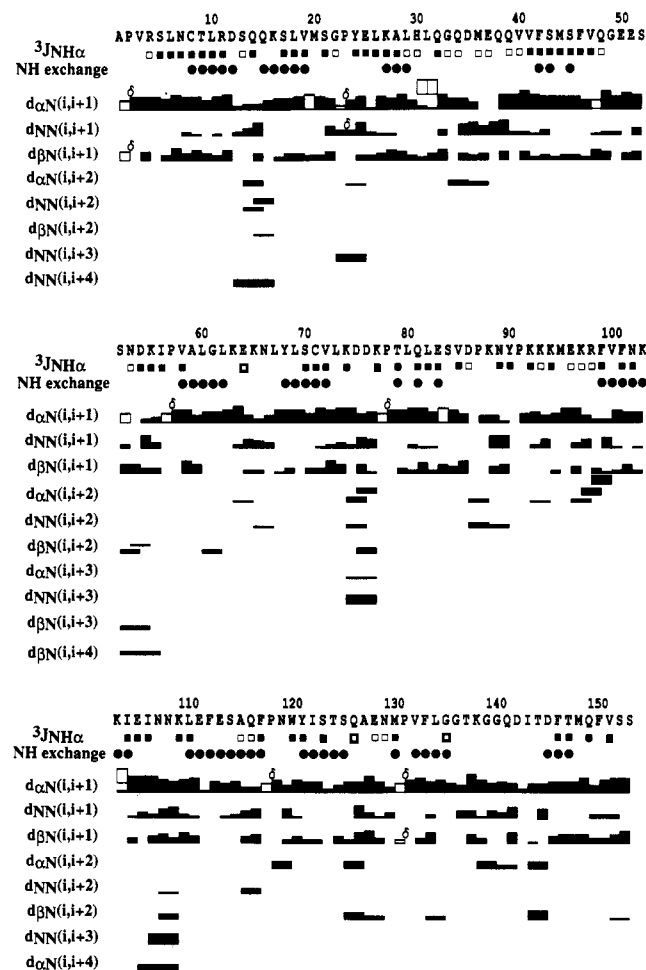 10 20 30 40 50
APVRSLNCTLRDSQQKSLVMSGPYELKALHLQGQDMEQQVVFSMSFVQGEES
³JNHα
NH exchange
δ δ
dαN(i,i+1)
δ
dNN(i,i+1)
δ
dβN(i,i+1)
dαN(i,i+2)
dNN(i,i+2)
dβN(i,i+2)
dNN(i,i+3)
dNN(i,i+4)
60 70 80 90 100
SNDKIPVALGLKEKNLYLSCVLKDDKPTLQLESVDPKNYPKKKMEKRFVFNK
³JNHα
NH exchange
δ δ
dαN(i,i+1)
dNN(i,i+1)
dβN(i,i+1)
dαN(i,i+2)
dNN(i,i+2)
dβN(i,i+2)
dαN(i,i+3)
dNN(i,i+3)
dβN(i,i+3)
dβN(i,i+4)
110 120 130 140 150
KIEINNKLEFESAQFPNWYISTSQAENMPVFLGGTKGGQDITDFTMQFVSS
³JNHα
NH exchange
δ δ
dαN(i,i+1)
dNN(i,i+1)
δ
dβN(i,i+1)
dαN(i,i+2)
dNN(i,i+2)
dβN(i,i+2)
dNN(i,i+3)
dαN(i,i+4)